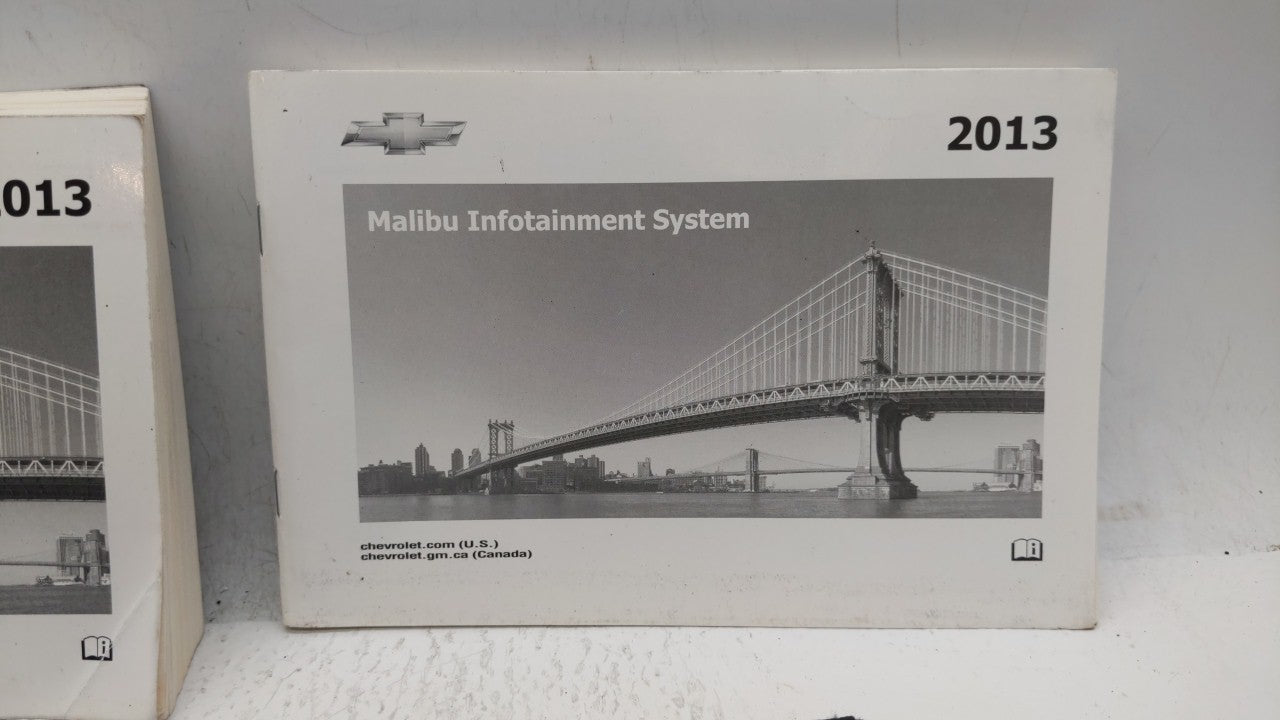 013
2013
Malibu Infotainment System
chevrolet.com (U.S.)
chevrolet.gm.ca (Canada)